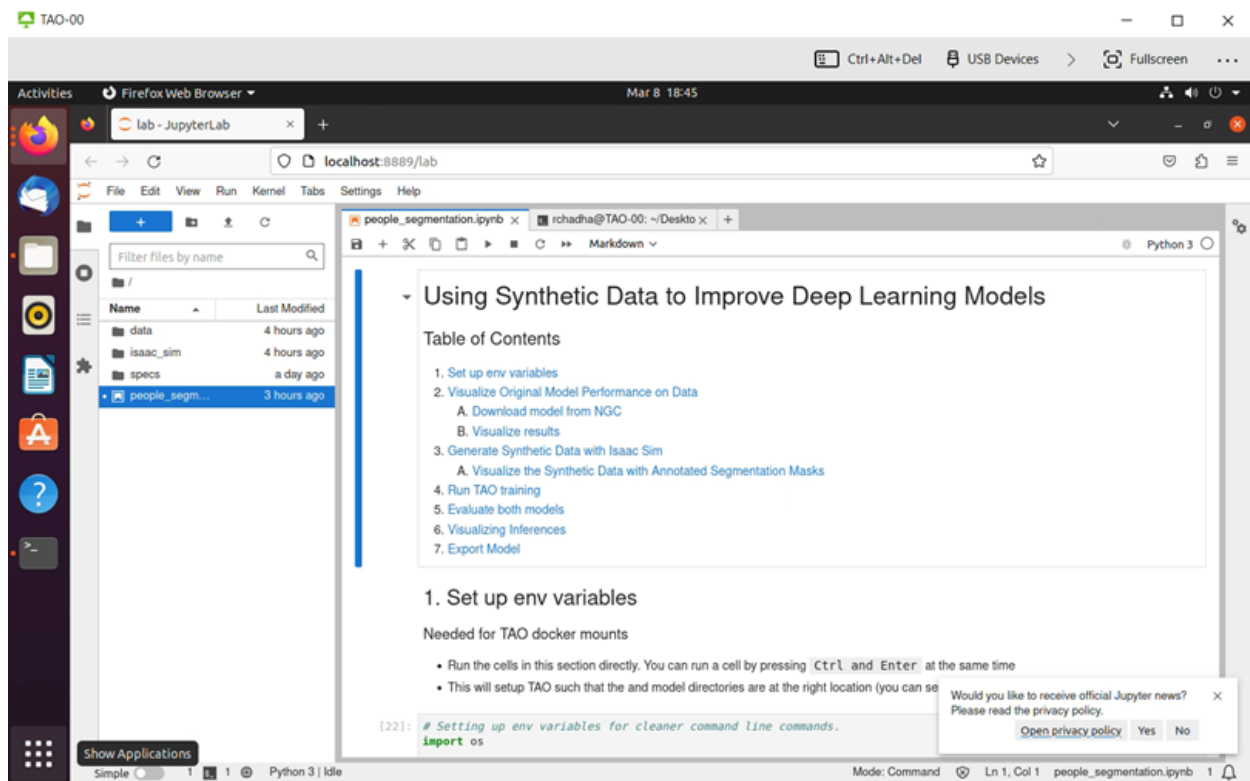 TAO-00
Ctrl+Alt+Del USB Devices Fullscreen
Activities Firefox Web Browser Mar 8 18:45
lab - JupyterLab
localhost:8889/lab
File Edit View Run Kernel Tabs Settings Help
people_segmentation.ipynb rchadha@TAO-00: ~/Deskto
Markdown Python 3
Filter files by name
/
Name Last Modified
data 4 hours ago
isaac_sim 4 hours ago
specs a day ago
people_segm... 3 hours ago
Using Synthetic Data to Improve Deep Learning Models
Table of Contents
1. Set up env variables
2. Visualize Original Model Performance on Data
A. Download model from NGC
B. Visualize results
3. Generate Synthetic Data with Isaac Sim
A. Visualize the Synthetic Data with Annotated Segmentation Masks
4. Run TAO training
5. Evaluate both models
6. Visualizing Inferences
7. Export Model
1. Set up env variables
Needed for TAO docker mounts
• Run the cells in this section directly. You can run a cell by pressing Ctrl and Enter at the same time
• This will setup TAO such that the and model directories are at the right location (you can se
[22]: # Setting up env variables for cleaner command line commands.
import os
Would you like to receive official Jupyter news?
Please read the privacy policy.
Open privacy policy Yes No
Show Applications
Simple 1 1 Python 3 | Idle Mode: Command Ln 1, Col 1 people_segmentation.ipynb 1